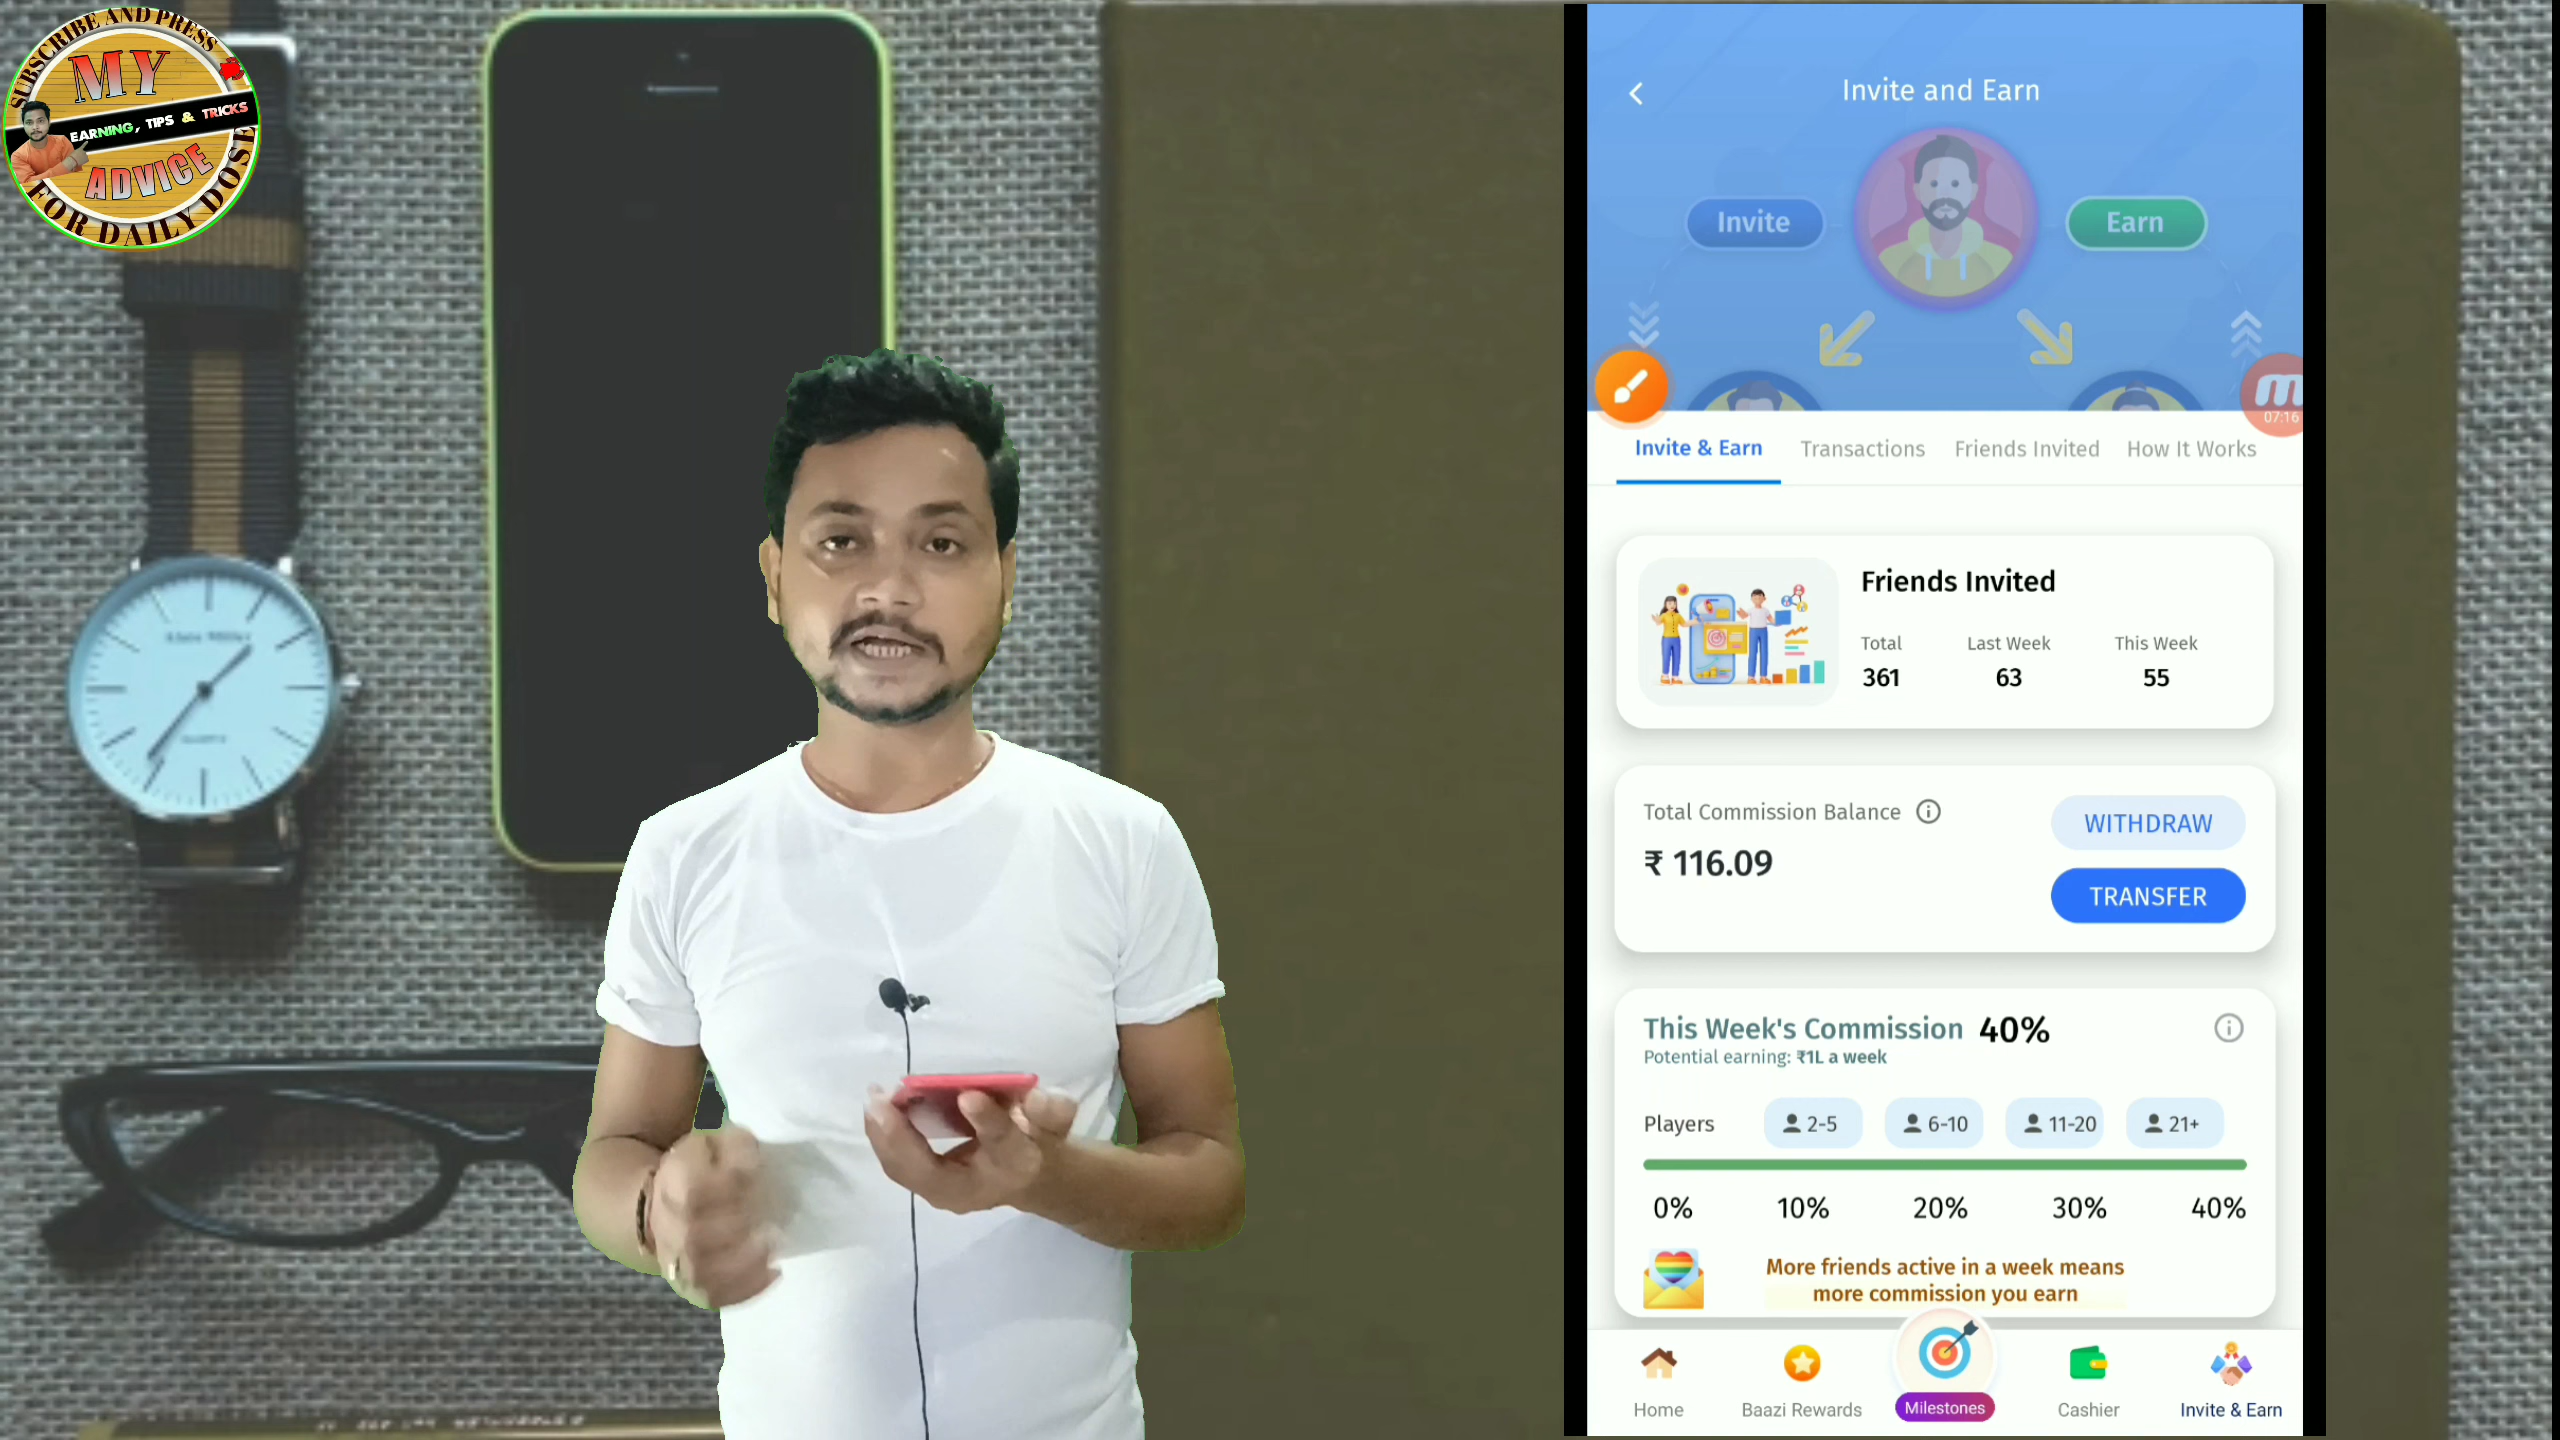 SUBSCRIBE AND PRESS
MY
EARNING, TIPS & TRICKS
ADVICE
FOR DAILY DOSE
QUARTZ
Invite and Earn
Invite
Earn
m
07:16
Invite & Earn
Transactions
Friends Invited
How It Works
Friends Invited
Total
Last Week
This Week
361
63
55
Total Commission Balance
₹ 116.09
WITHDRAW
TRANSFER
This Week's Commission 40%
Potential earning: ₹1L a week
Players
2-5
6-10
11-20
21+
0%
10%
20%
30%
40%
More friends active in a week means
more commission you earn
Home
Baazi Rewards
Milestones
Cashier
Invite & Earn